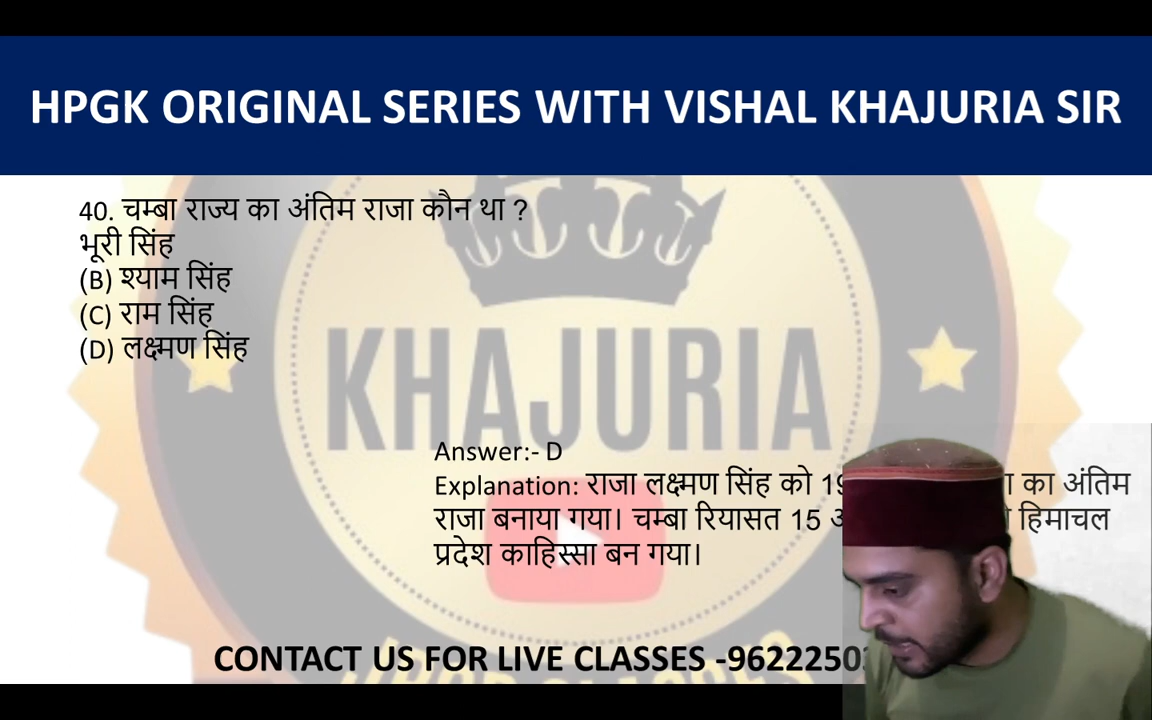 HPGK ORIGINAL SERIES WITH VISHAL KHAJURIA SIR
40. चम्बा राज्य का अंतिम राजा कौन था ?
भूरी सिंह
(B) श्याम सिंह
(C) राम सिंह
(D) लक्ष्मण सिंह
KHAJURIA
Answer:- D
Explanation: राजा लक्ष्मण सिंह को का अंतिम
राजा बनाया गया। चम्बा रियासत 15 हिमाचल
प्रदेश काहिस्सा बन गया।
CONTACT US FOR LIVE CLASSES -9622250